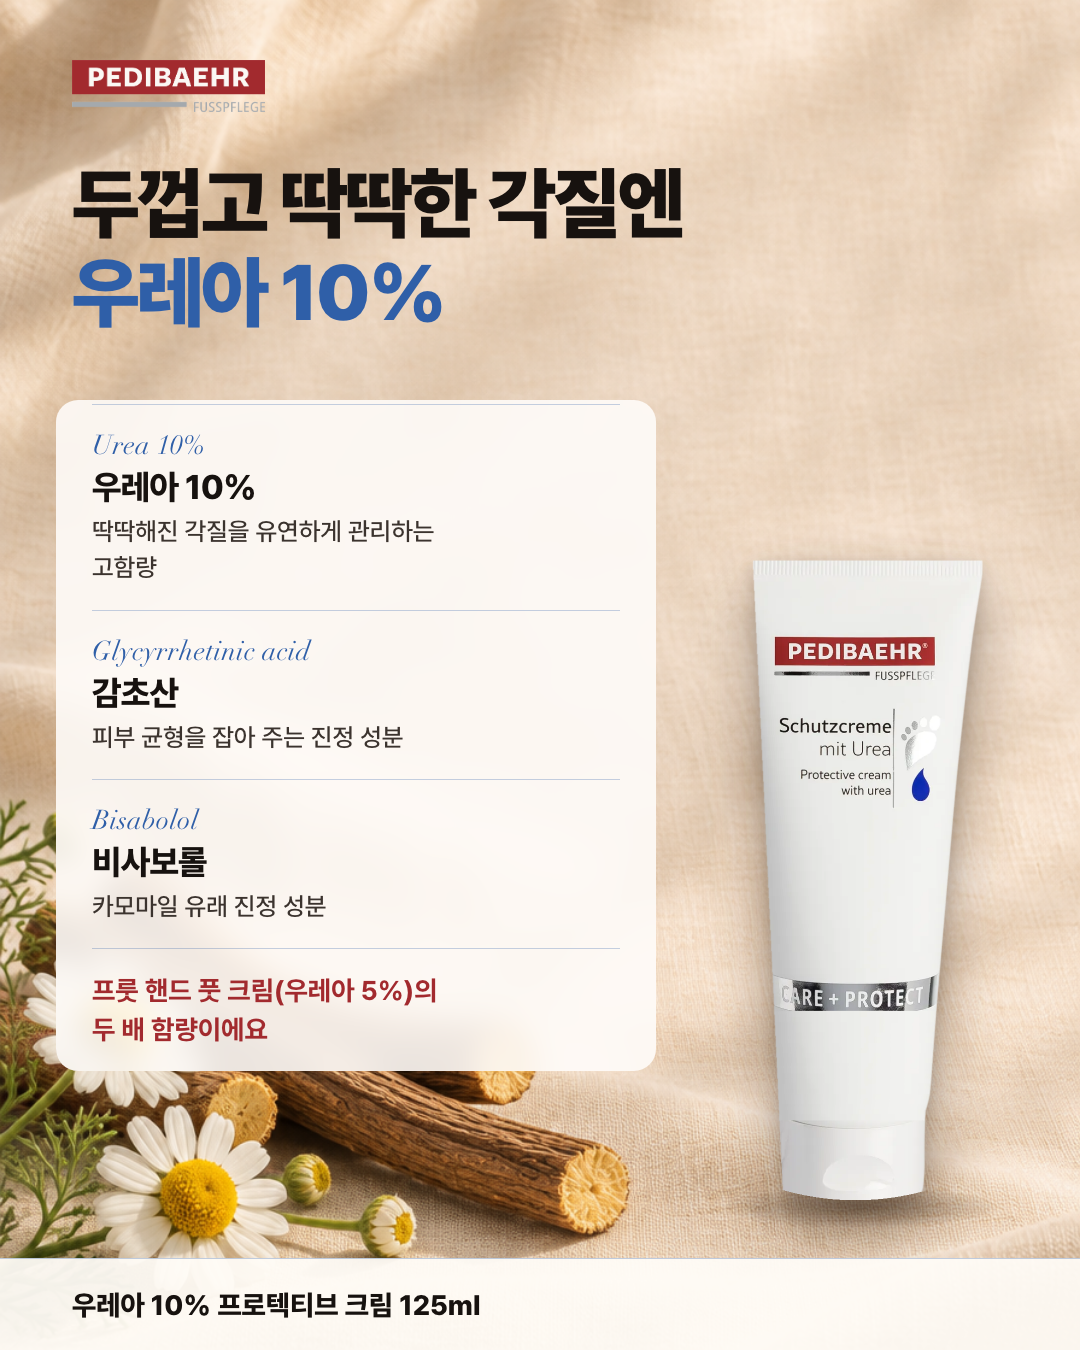 PEDIBAEHR
FUSSPFLEGE
두껍고 딱딱한 각질엔
우레아 10%
Urea 10%
우레아 10%
딱딱해진 각질을 유연하게 관리하는
고함량
Glycyrrhetinic acid
감초산
피부 균형을 잡아 주는 진정 성분
Bisabolol
비사보롤
카모마일 유래 진정 성분
프룻 핸드 풋 크림(우레아 5%)의
두 배 함량이에요
PEDIBAEHR®
FUSSPFLEGE
Schutzcreme
mit Urea
Protective cream
with urea
CARE + PROTECT
우레아 10% 프로텍티브 크림 125ml